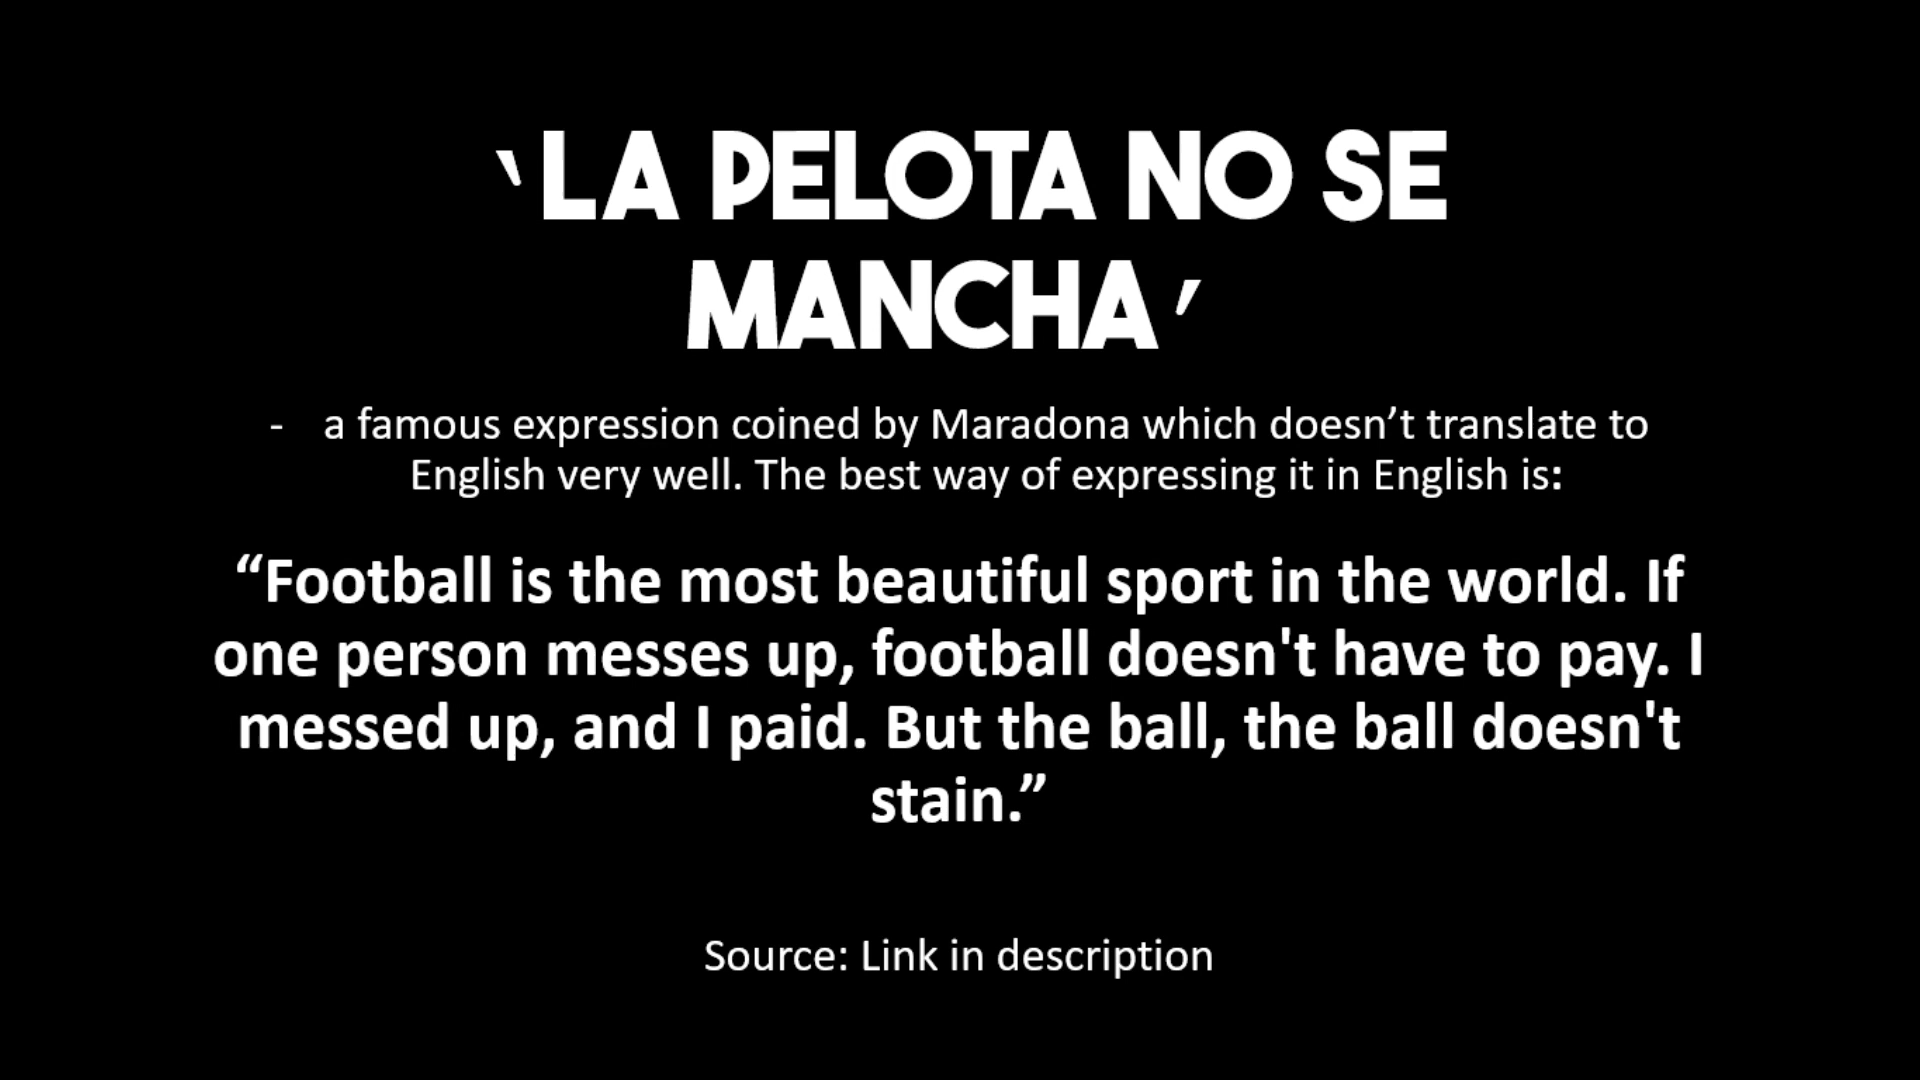 ‘LA PELOTA NO SE
MANCHA’
- a famous expression coined by Maradona which doesn’t translate to
English very well. The best way of expressing it in English is:
“Football is the most beautiful sport in the world. If
one person messes up, football doesn't have to pay. I
messed up, and I paid. But the ball, the ball doesn't
stain.”
Source: Link in description